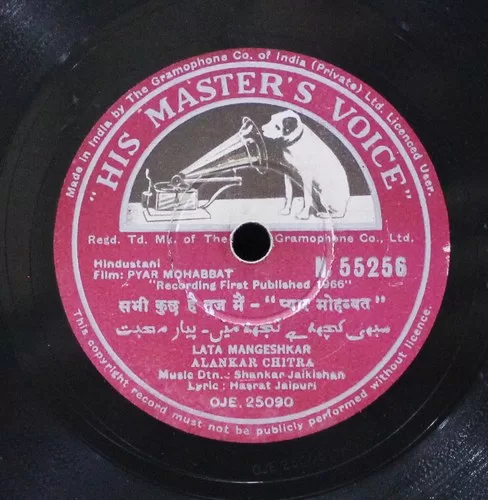 Made in India by The Gramophone Co. of India (Private) Ltd. Licenced User.
"HIS MASTER'S VOICE"
Regd. Td. Mk. of The Gramophone Co., Ltd.
Hindustani
Film: PYAR MOHABBAT
N 55256
"Recording First Published 1966"
सभी कुछ है तुज में - "प्यार मोहब्बत"
سبھی کچھ ہے تجھ میں - پیار محبت
LATA MANGESHKAR
ALANKAR CHITRA
Music Dtn.: Shankar Jaikishan
Lyric: Hasrat Jaipuri
OJE. 25090
This copyright record must not be publicly performed without licence.